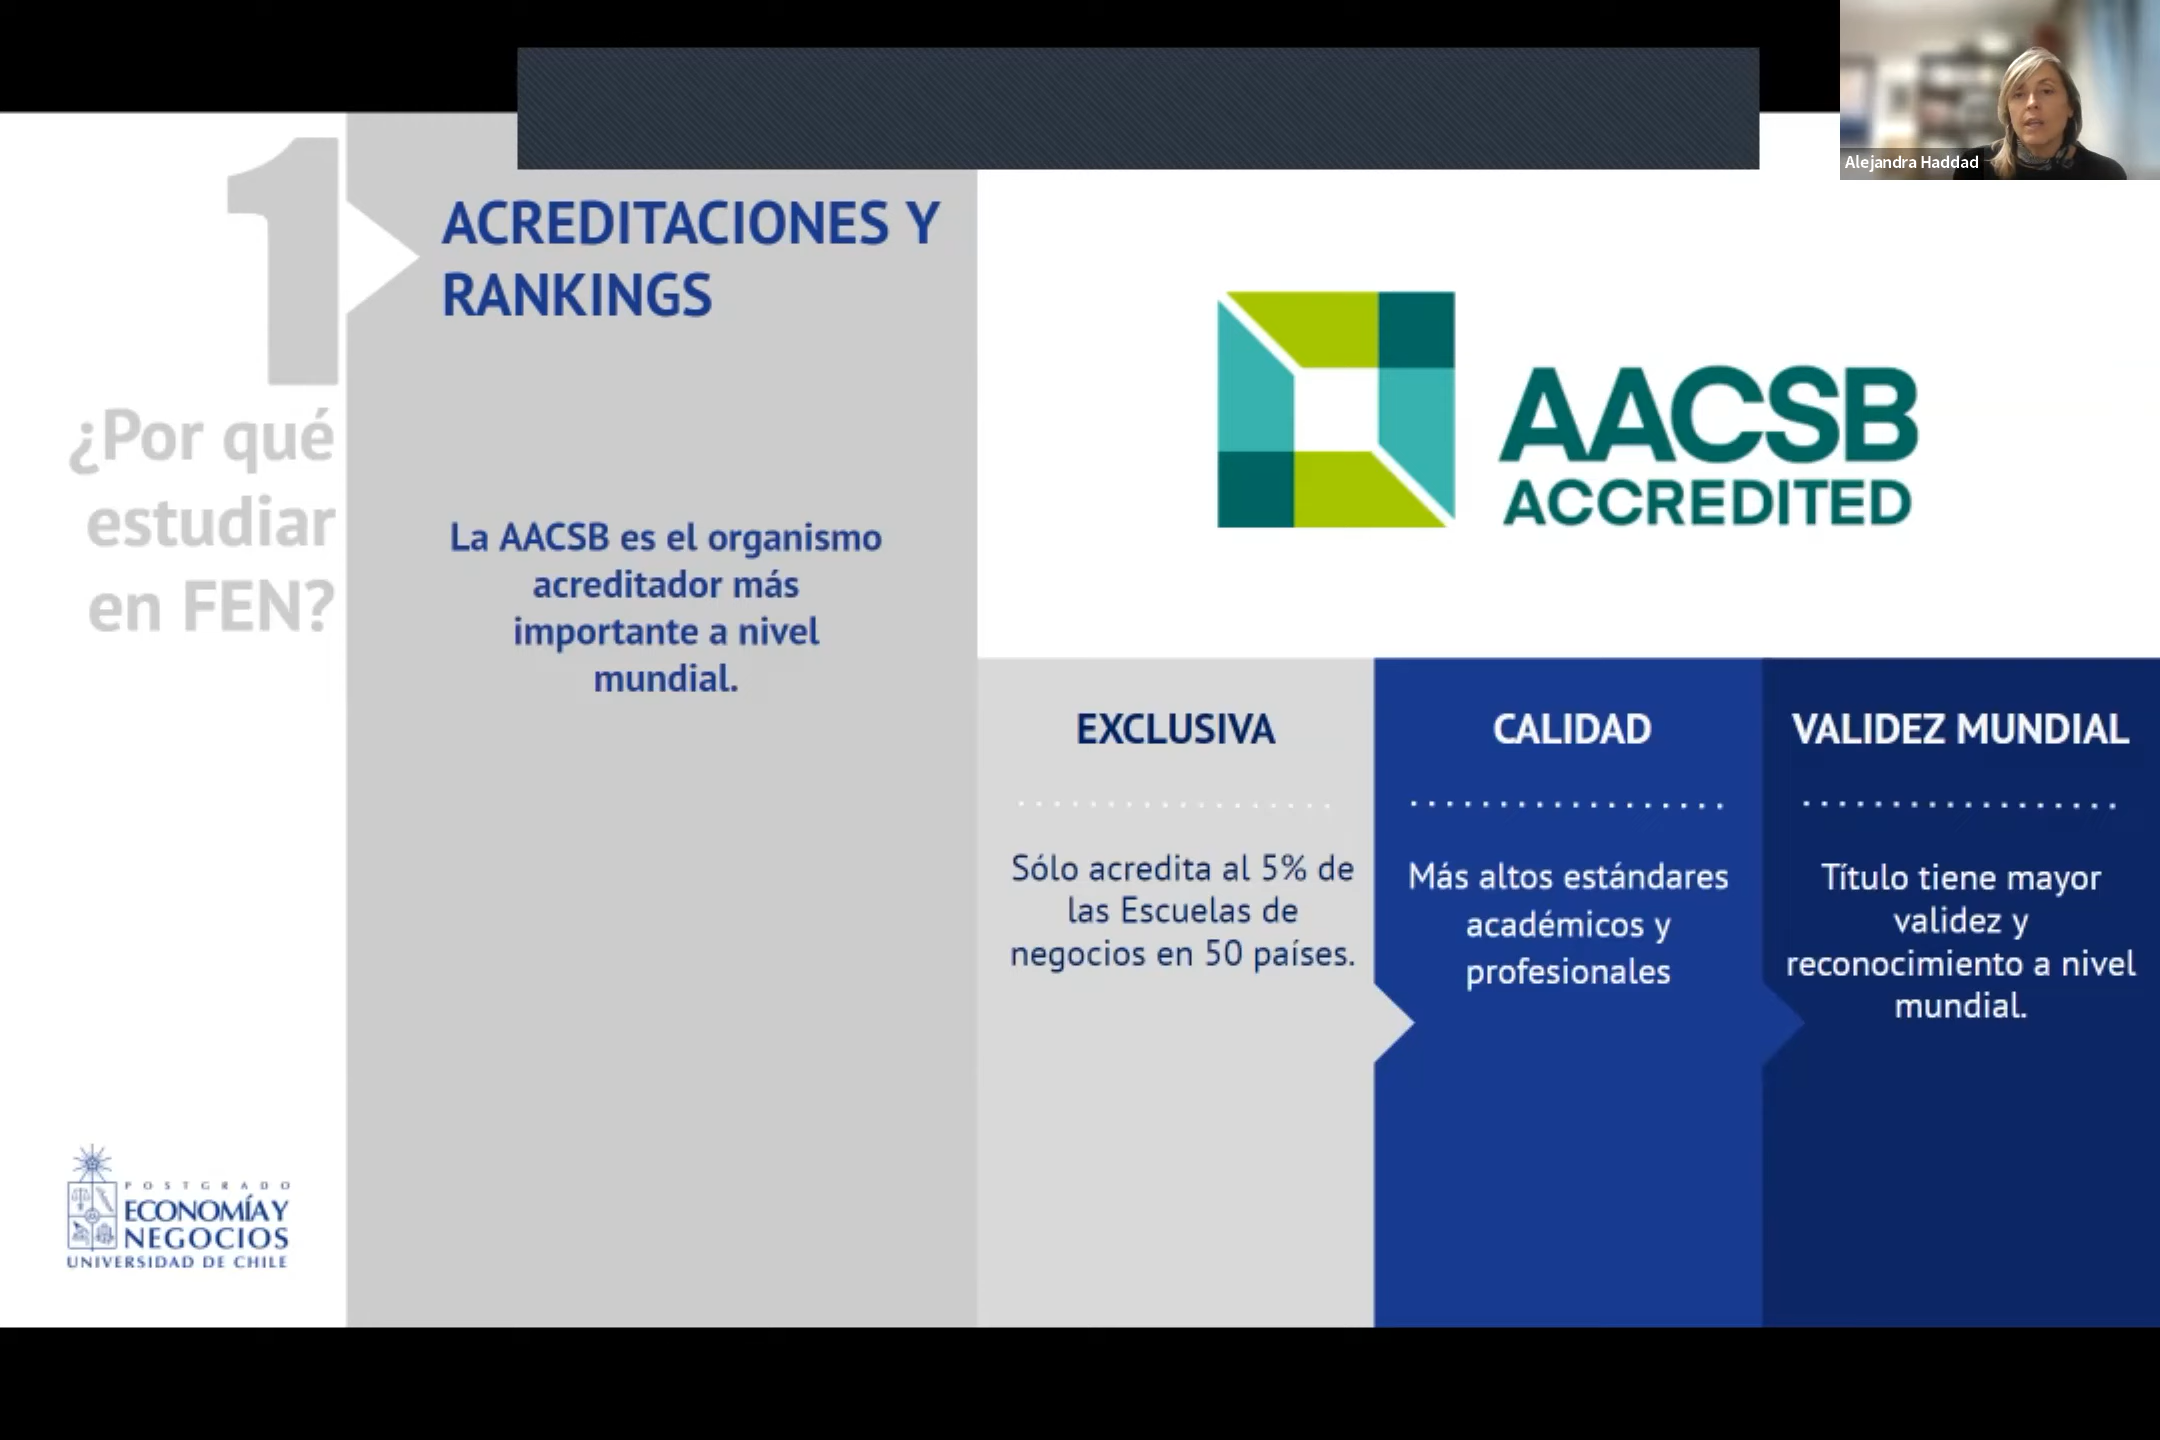 Alejandra Haddad
1
¿Por qué
estudiar
en FEN?
ACREDITACIONES Y
RANKINGS
La AACSB es el organismo
acreditador más
importante a nivel
mundial.
AACSB
ACCREDITED
EXCLUSIVA
Sólo acredita al 5% de
las Escuelas de
negocios en 50 países.
CALIDAD
Más altos estándares
académicos y
profesionales
VALIDEZ MUNDIAL
Título tiene mayor
validez y
reconocimiento a nivel
mundial.
POSTGRADO
ECONOMÍA Y
NEGOCIOS
UNIVERSIDAD DE CHILE